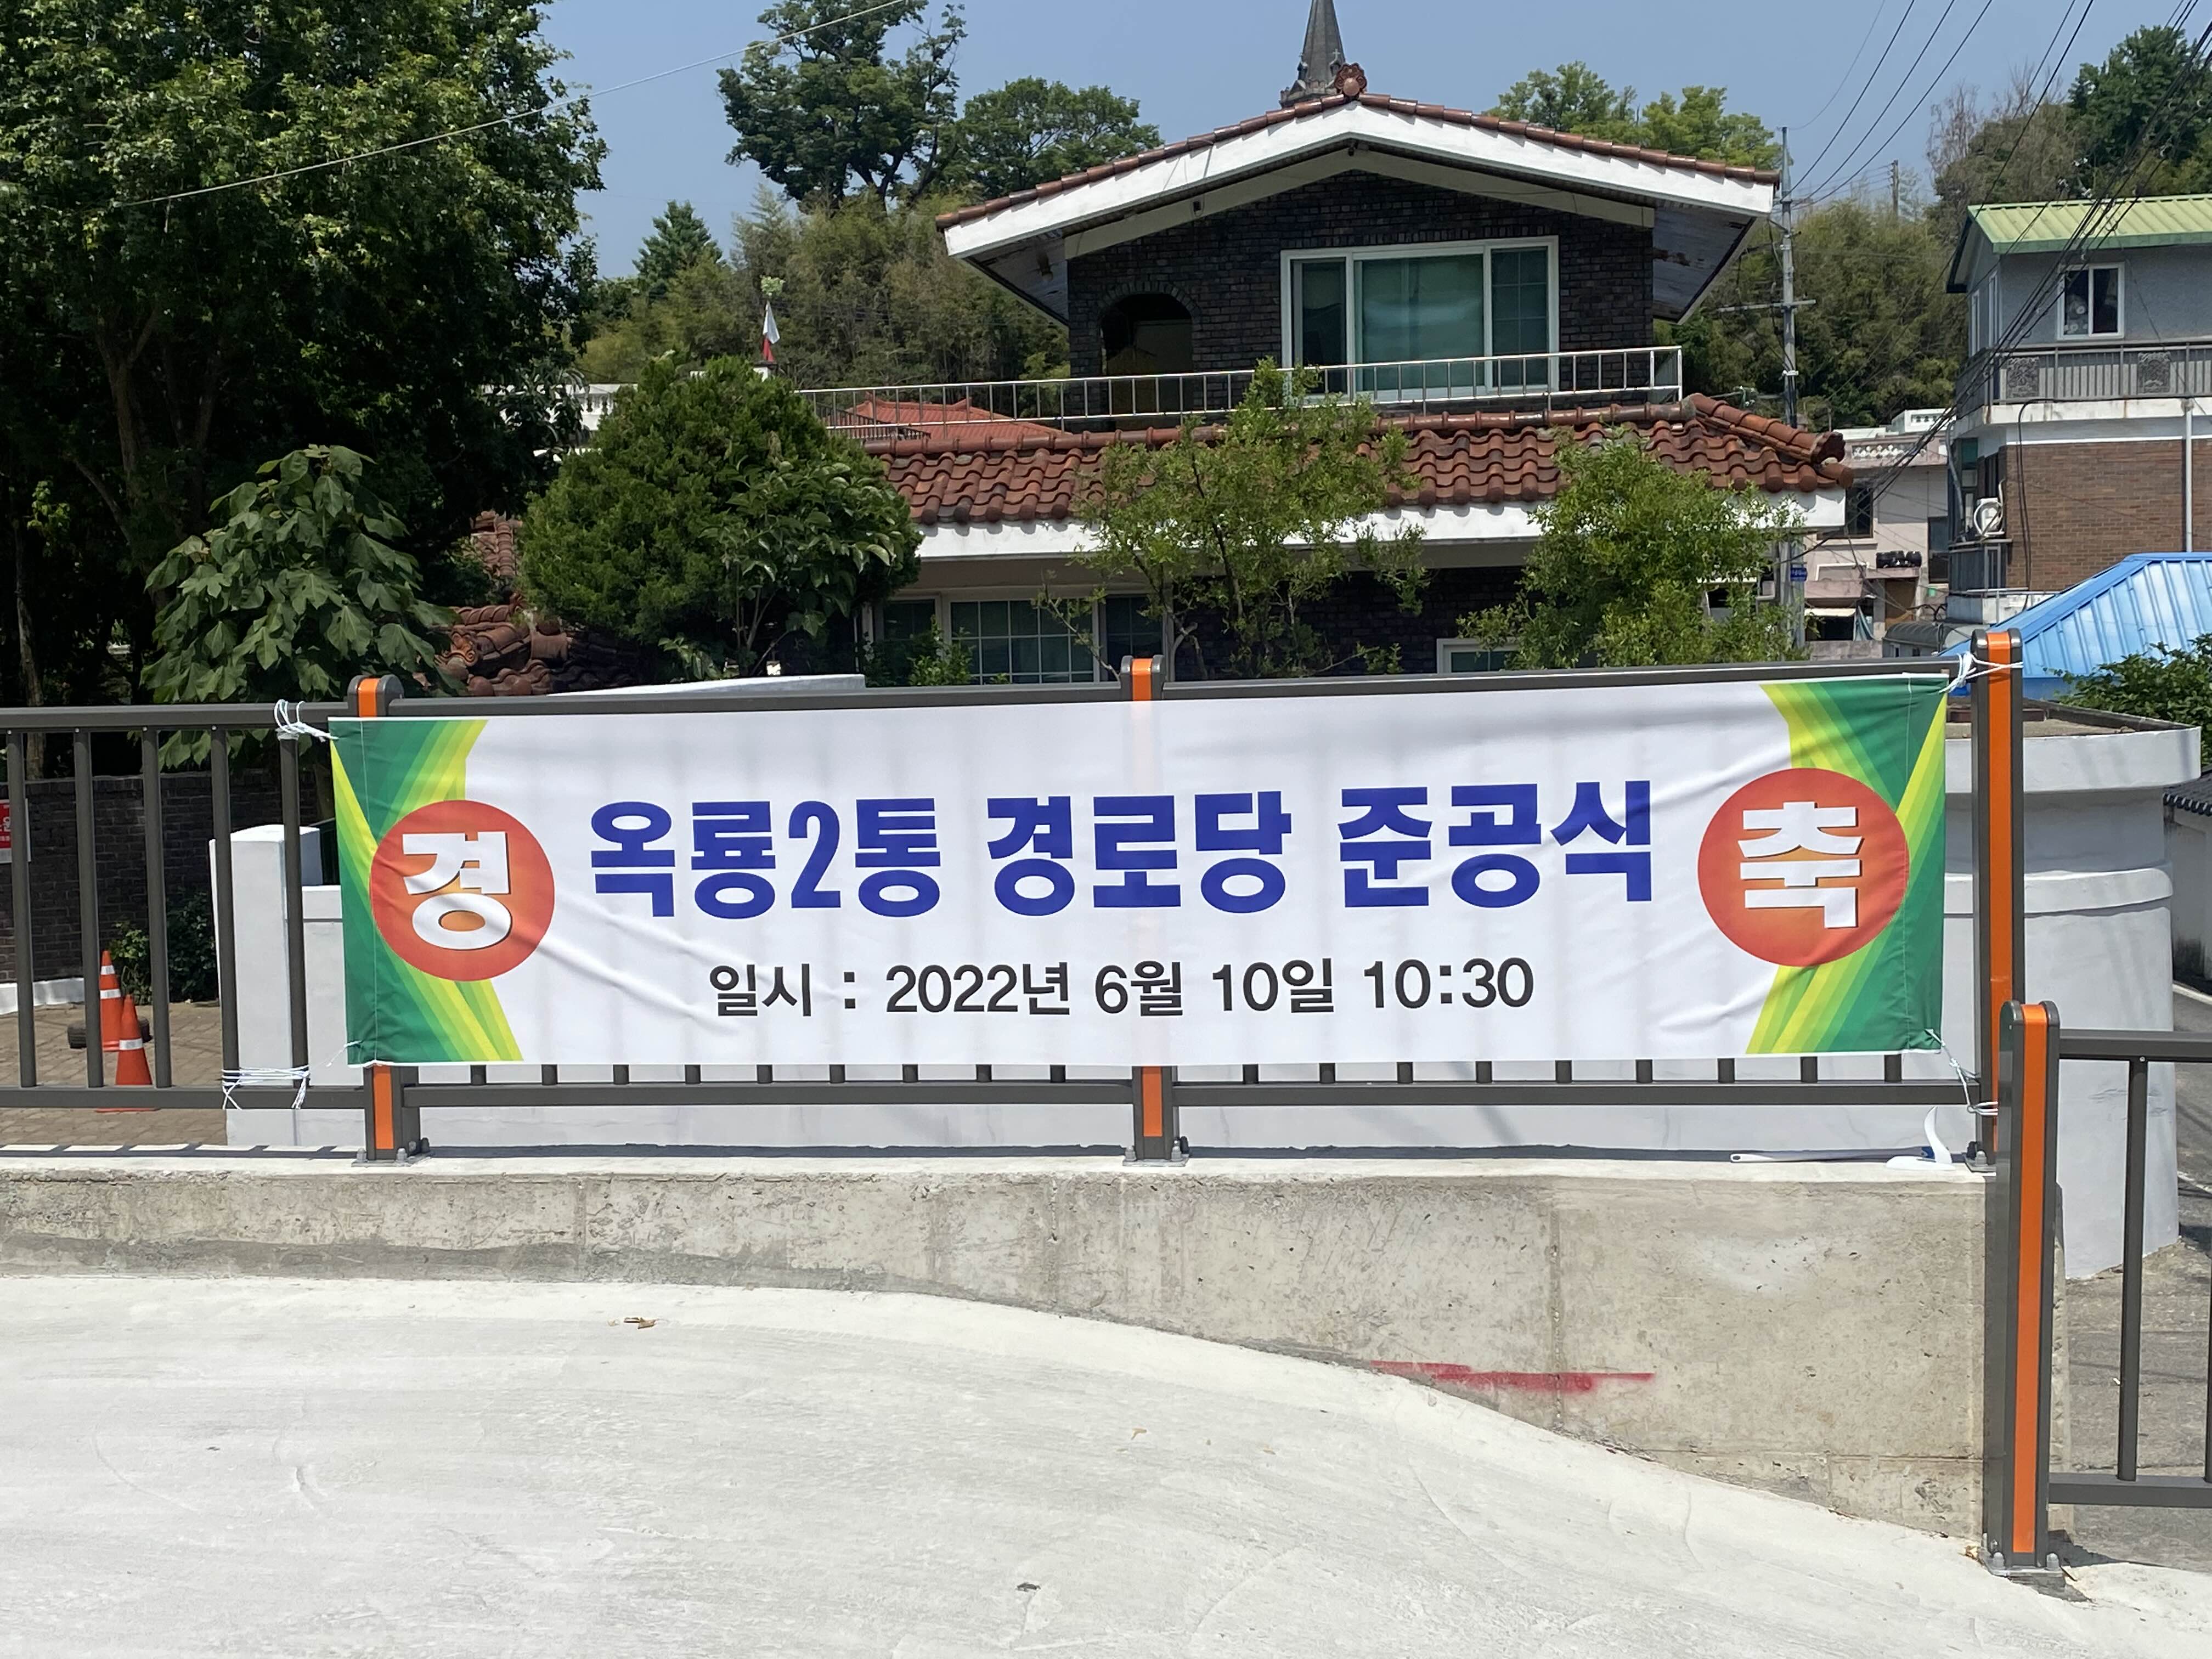 경 옥룡2통 경로당 준공식 축
일시 : 2022년 6월 10일 10:30